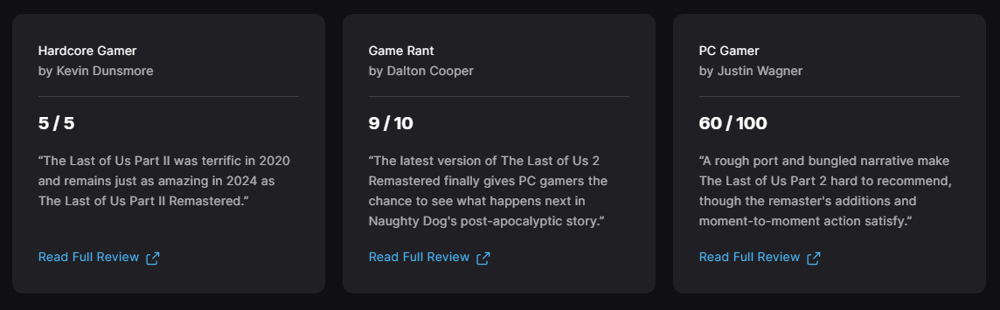 Hardcore Gamer
by Kevin Dunsmore
5 / 5
“The Last of Us Part II was terrific in 2020
and remains just as amazing in 2024 as
The Last of Us Part II Remastered.”
Read Full Review
Game Rant
by Dalton Cooper
9 / 10
“The latest version of The Last of Us 2
Remastered finally gives PC gamers the
chance to see what happens next in
Naughty Dog's post-apocalyptic story.”
Read Full Review
PC Gamer
by Justin Wagner
60 / 100
“A rough port and bungled narrative make
The Last of Us Part 2 hard to recommend,
though the remaster's additions and
moment-to-moment action satisfy.”
Read Full Review